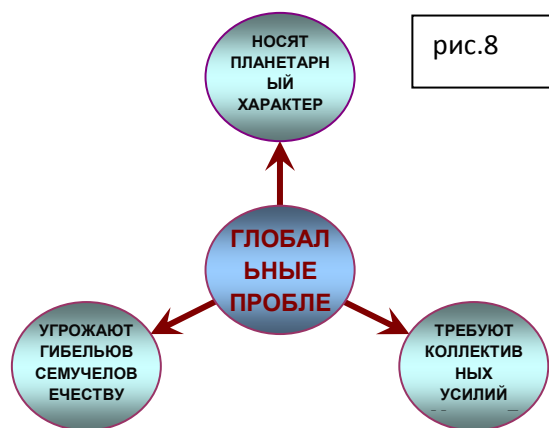 НОСЯТ
ПЛАНЕТАРН
ЫЙ
ХАРАКТЕР
рис.8
ГЛОБАЛ
ЬНЫЕ
ПРОБЛЕ
УГРОЖАЮТ
ГИБЕЛЬЮВ
СЕМУЧЕЛОВ
ЕЧЕСТВУ
ТРЕБУЮТ
КОЛЛЕКТИВ
НЫХ
УСИЛИЙ